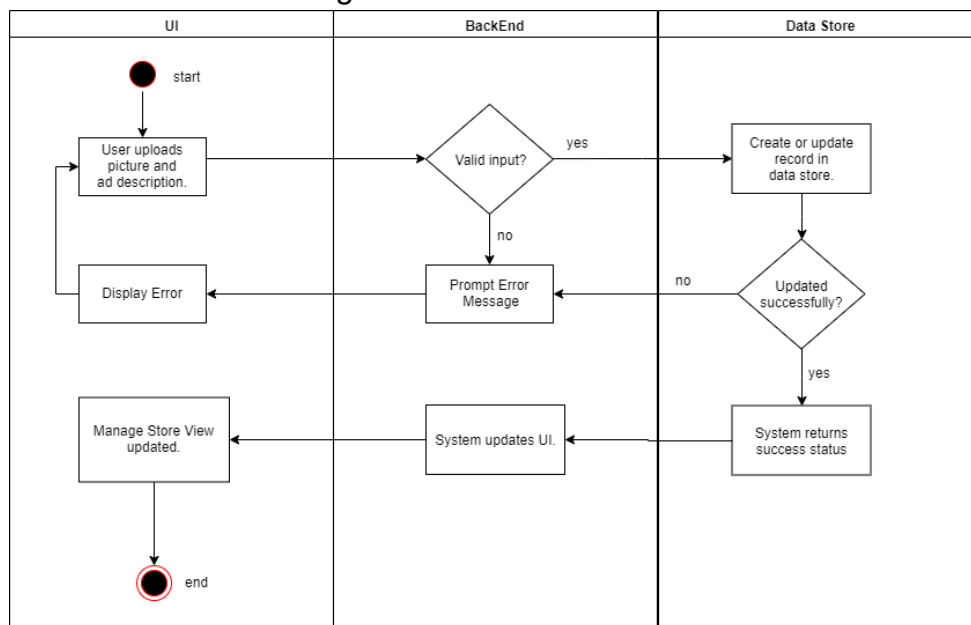 UI
BackEnd
Data Store
start
User uploads
picture and
ad description.
Valid input?
yes
Create or update
record in
data store.
no
Display Error
Prompt Error
Message
no
Updated
successfully?
yes
Manage Store View
updated.
System updates UI.
System returns
success status
end